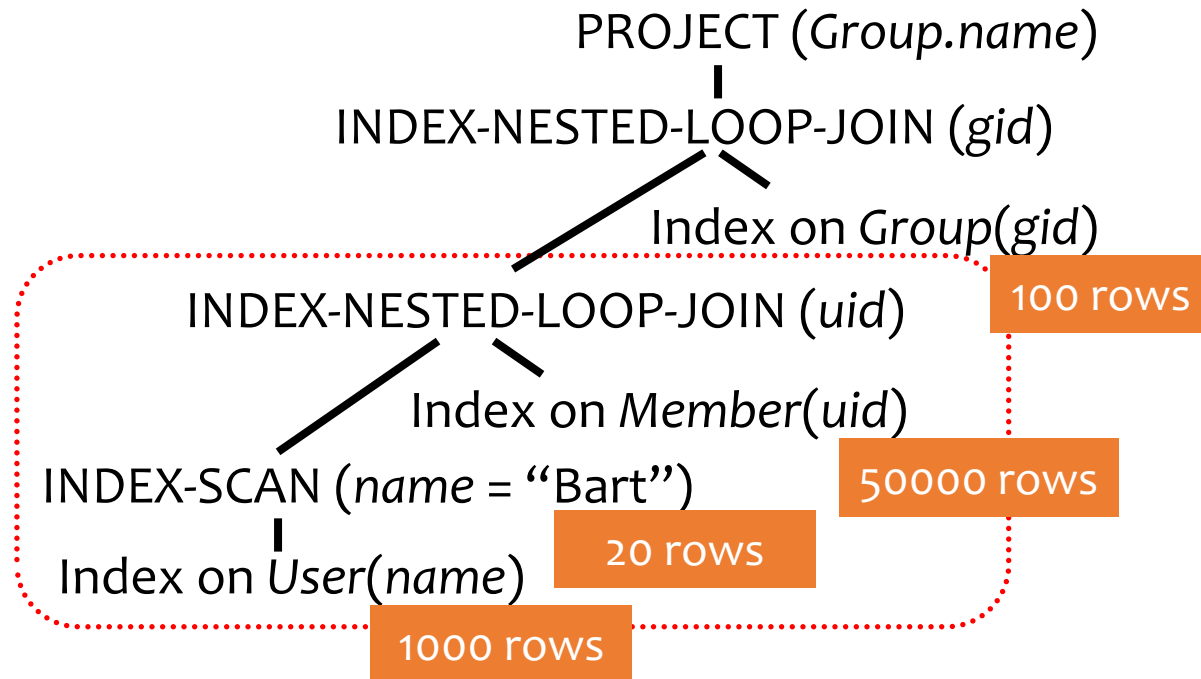 PROJECT (Group.name)
INDEX-NESTED-LOOP-JOIN (gid)
Index on Group(gid)
100 rows
INDEX-NESTED-LOOP-JOIN (uid)
Index on Member(uid)
50000 rows
INDEX-SCAN (name = “Bart”)
20 rows
Index on User(name)
1000 rows